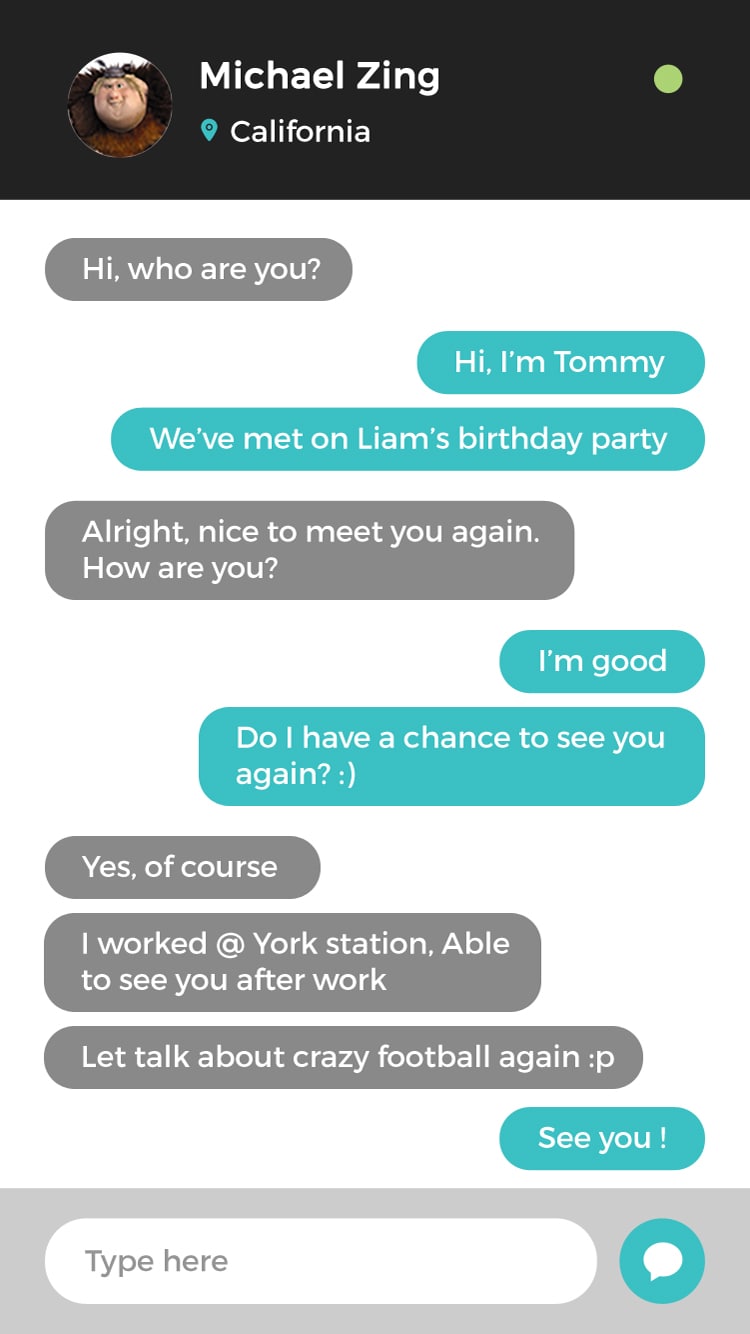 Michael Zing
California
Hi, who are you?
Hi, I’m Tommy
We’ve met on Liam’s birthday party
Alright, nice to meet you again.
How are you?
I’m good
Do I have a chance to see you
again? :)
Yes, of course
I worked @ York station, Able
to see you after work
Let talk about crazy football again :p
See you !
Type here